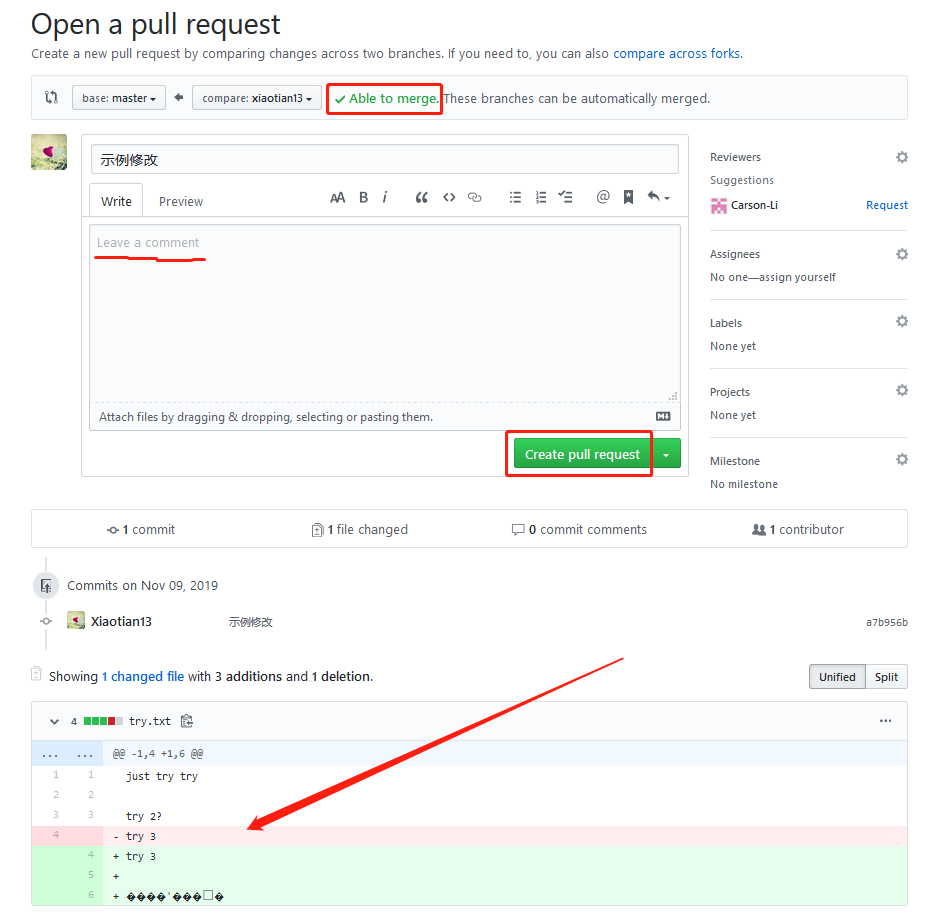 Open a pull request
Create a new pull request by comparing changes across two branches. If you need to, you can also compare across forks.
base: master
compare: xiaotian13
Able to merge. These branches can be automatically merged.
示例修改
Write
Preview
AA B i
Leave a comment
Attach files by dragging & dropping, selecting or pasting them.
Create pull request
Reviewers
Suggestions
Carson-Li
Request
Assignees
No one—assign yourself
Labels
None yet
Projects
None yet
Milestone
No milestone
1 commit
1 file changed
0 commit comments
1 contributor
Commits on Nov 09, 2019
Xiaotian13
示例修改
a7b956b
Showing 1 changed file with 3 additions and 1 deletion.
Unified
Split
4
try.txt
...
... ... @@ -1,4 +1,6 @@
1 1 just try try
2 2
3 3 try 2?
4 - try 3
4 + try 3
5 +
6 + ����'���□�